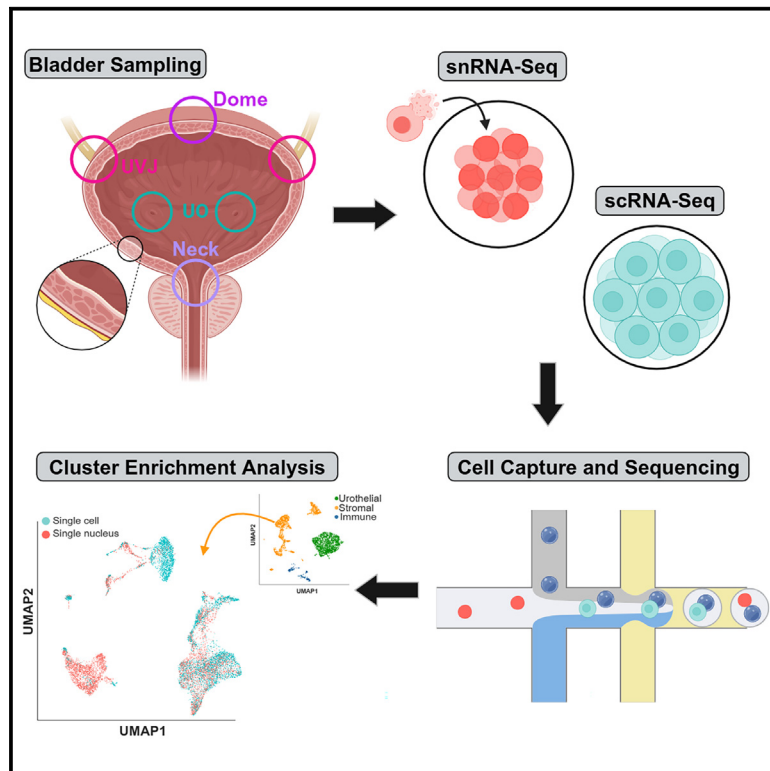 Bladder Sampling
Dome
UVJ
UO
Neck
snRNA-Seq
scRNA-Seq
Cluster Enrichment Analysis
Single cell
Single nucleus
UMAP2
UMAP1
Urothelial
Stromal
Immune
UMAP2
UMAP1
Cell Capture and Sequencing